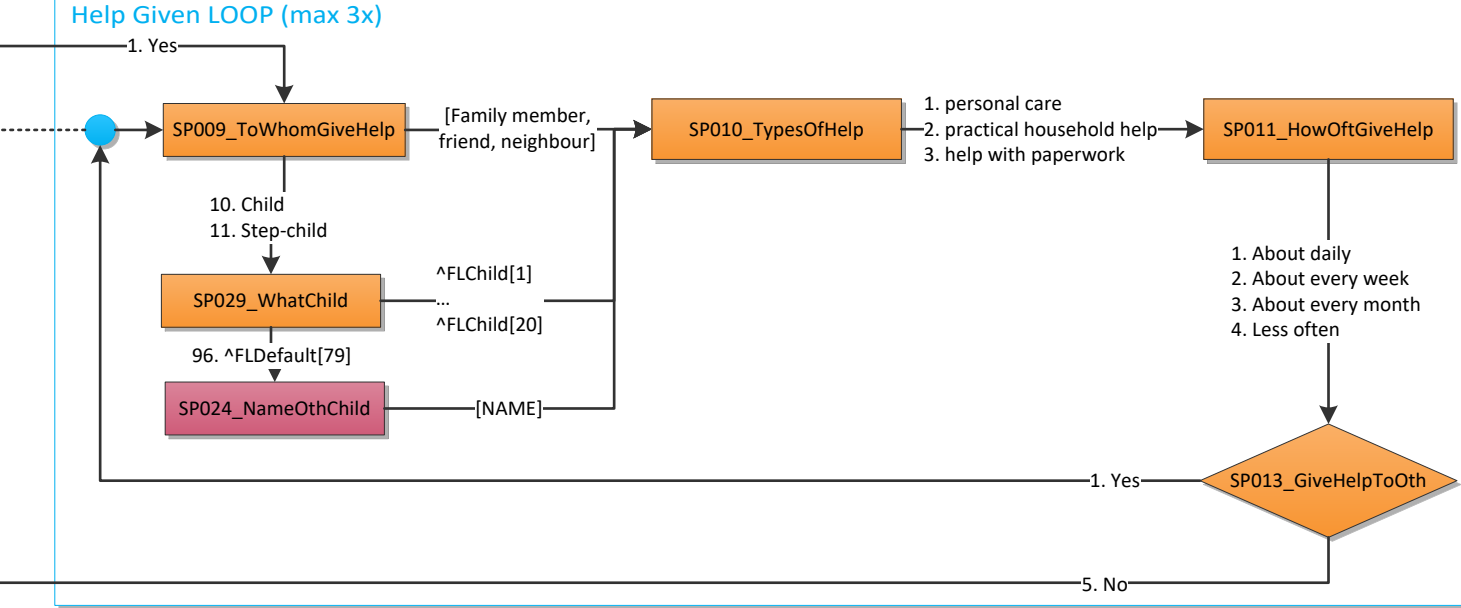 Help Given LOOP (max 3x)
1. Yes
SP009_ToWhomGiveHelp
[Family member,
friend, neighbour]
SP010_TypesOfHelp
1. personal care
2. practical household help
3. help with paperwork
SP011_HowOftGiveHelp
10. Child
11. Step-child
SP029_WhatChild
^FLChild[1]
...
^FLChild[20]
96. ^FLDefault[79]
SP024_NameOthChild
[NAME]
1. About daily
2. About every week
3. About every month
4. Less often
SP013_GiveHelpToOth
1. Yes
5. No